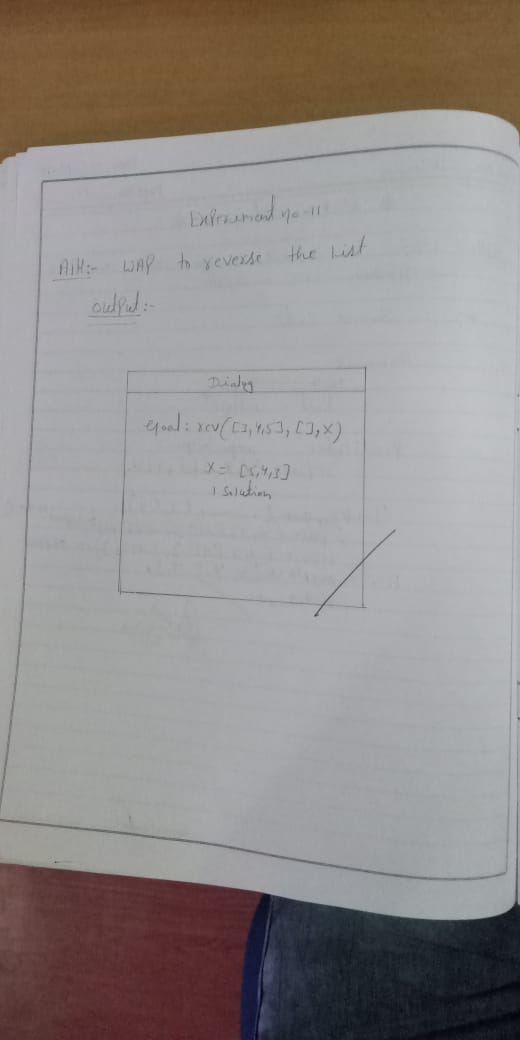 Experiment no-11
AIM:- WAP to reverse the List
output:-
Dialog
Goal: rev([3,4,5], [], X)
X= [5,4,3]
1 Solution